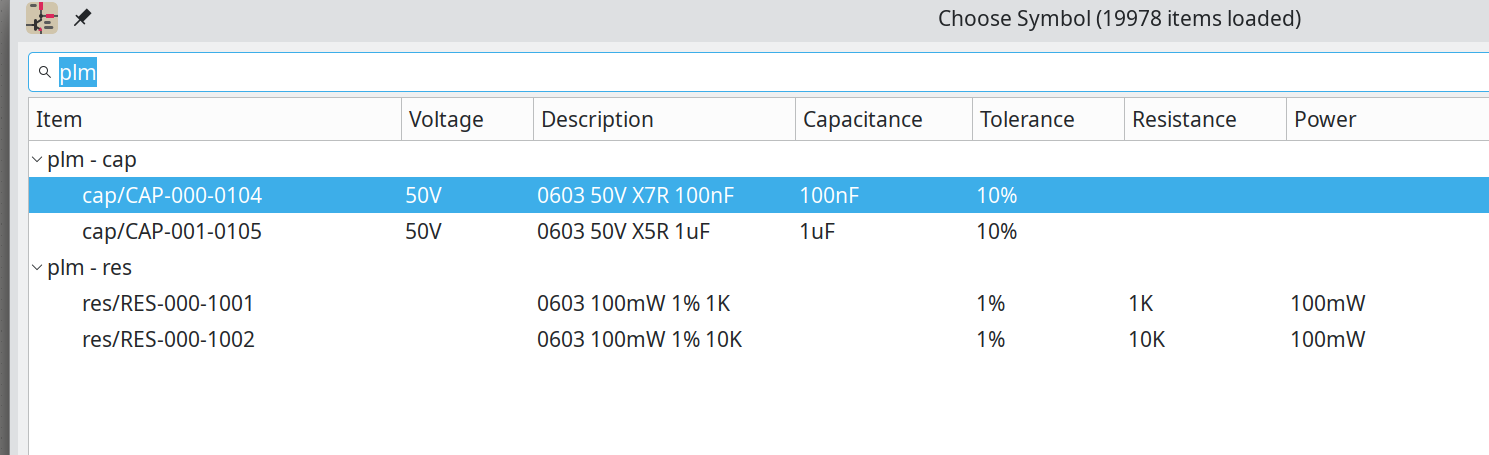 Choose Symbol (19978 items loaded)
plm
Item Voltage Description Capacitance Tolerance Resistance Power
plm - cap
cap/CAP-000-0104 50V 0603 50V X7R 100nF 100nF 10%
cap/CAP-001-0105 50V 0603 50V X5R 1uF 1uF 10%
plm - res
res/RES-000-1001 0603 100mW 1% 1K 1% 1K 100mW
res/RES-000-1002 0603 100mW 1% 10K 1% 10K 100mW